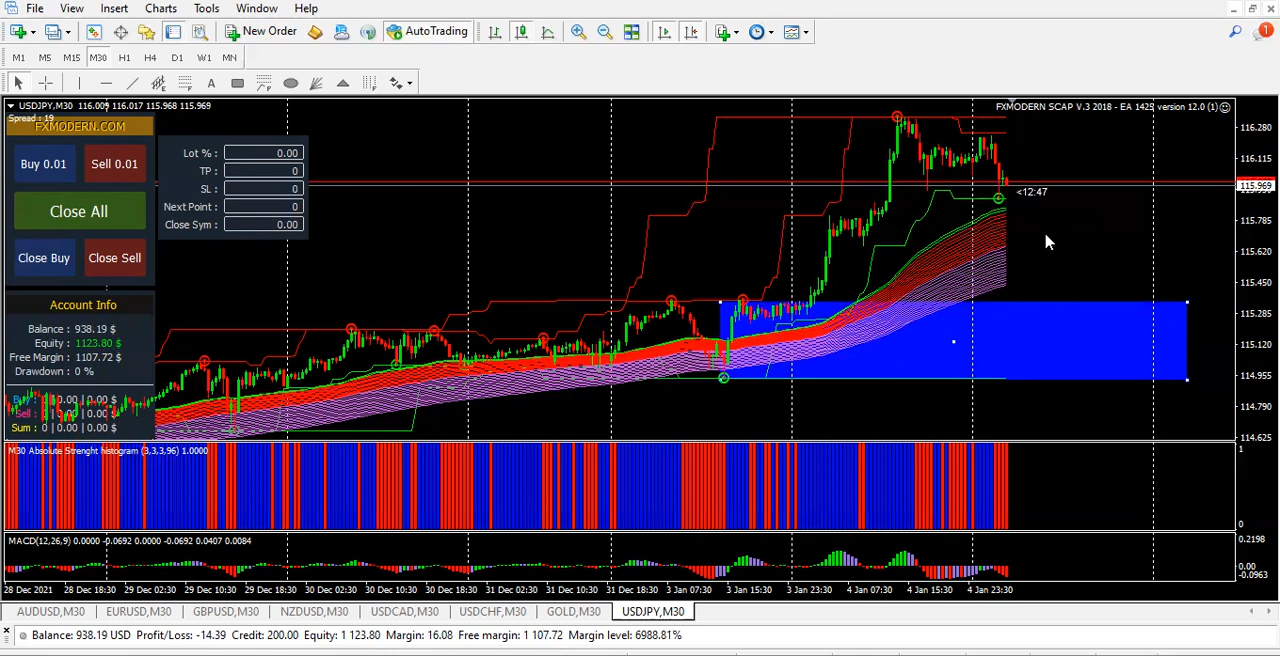 File View Insert Charts Tools Window Help
New Order AutoTrading 1
M1 M5 M15 M30 H1 H4 D1 W1 MN
A
USDJPY,M30 116.009 116.017 115.968 115.969
FXMODERN SCAP V.3 2018 - EA 1425 version 12.0 (1)
Spread : 19
FXMODERN.COM
Buy 0.01 Sell 0.01
Close All
Close Buy Close Sell
Lot % : 0.00
TP : 0
SL : 0
Next Point : 0
Close Sym : 0.00
Account Info
Balance : 938.19 $
Equity : 1123.80 $
Free Margin : 1107.72 $
Drawdown : 0 %
0.00 | 0.00 $
Sell : 0.00 | 0.00 $
Sum : 0 | 0.00 $
<12:47
116.280
116.115
115.969
115.785
115.620
115.450
115.285
115.120
114.955
114.790
114.625
M30 Absolute Strenght histogram (3,3,3,96) 1.0000
1
0
MACD(12,26,9) 0.0000 -0.0692 0.0000 -0.0692 0.0407 0.0084
0.2198
0.00
-0.0963
28 Dec 2021 28 Dec 18:30 29 Dec 02:30 29 Dec 10:30 29 Dec 18:30 30 Dec 02:30 30 Dec 10:30 30 Dec 18:30 31 Dec 02:30 31 Dec 10:30 31 Dec 18:30 3 Jan 07:30 3 Jan 15:30 3 Jan 23:30 4 Jan 07:30 4 Jan 15:30 4 Jan 23:30
AUDUSD,M30 EURUSD,M30 GBPUSD,M30 NZDUSD,M30 USDCAD,M30 USDCHF,M30 GOLD,M30 USDJPY,M30
Balance: 938.19 USD Profit/Loss: -14.39 Credit: 200.00 Equity: 1 123.80 Margin: 16.08 Free margin: 1 107.72 Margin level: 6988.81%